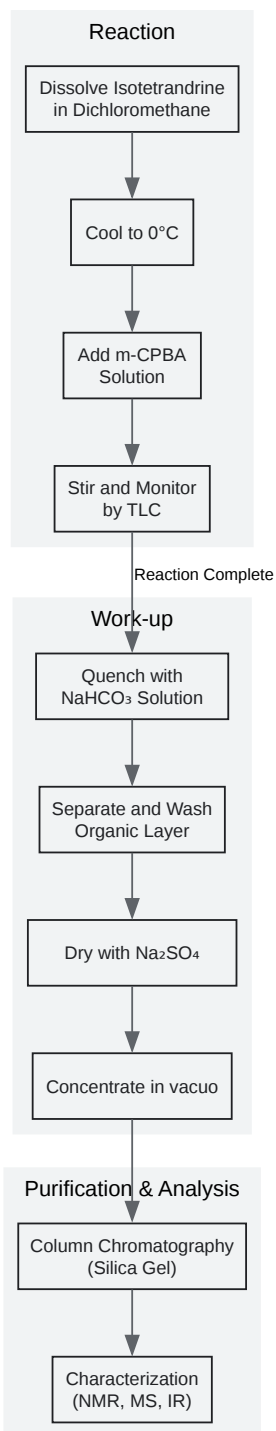 Reaction
Dissolve Isotetrandrine
in Dichloromethane
Cool to 0°C
Add m-CPBA
Solution
Stir and Monitor
by TLC
Reaction Complete
Work-up
Quench with
NaHCO₃ Solution
Separate and Wash
Organic Layer
Dry with Na₂SO₄
Concentrate in vacuo
Purification & Analysis
Column Chromatography
(Silica Gel)
Characterization
(NMR, MS, IR)